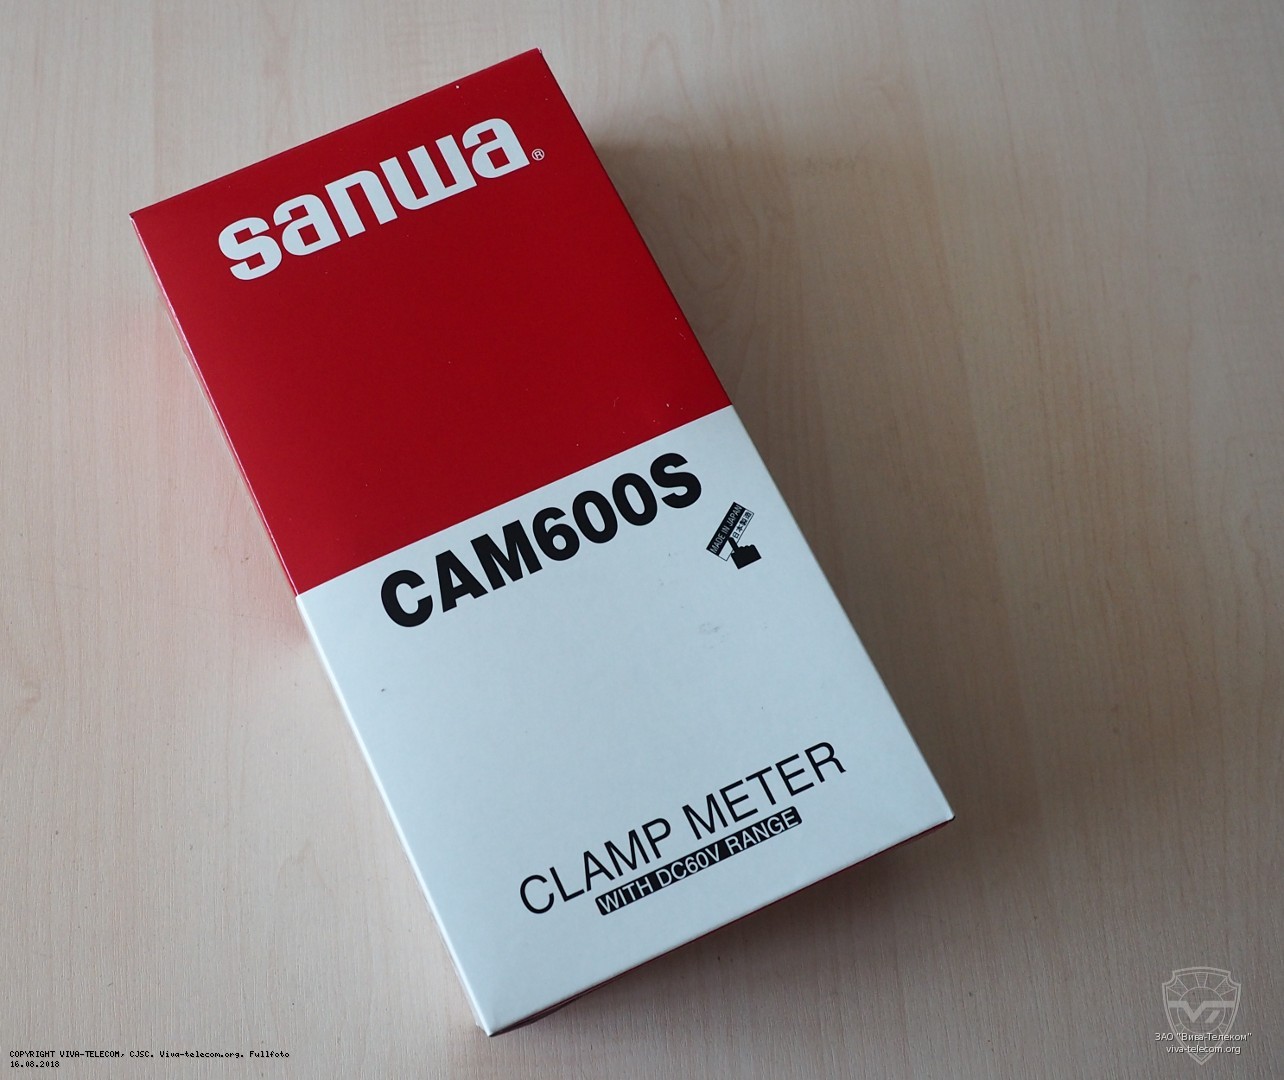 sanwa®
CAM600S
MADE IN JAPAN
日本製
CLAMP METER
WITH DC60V RANGE
COPYRIGHT VIVA-TELECOM, CJSC. Viva-telecom.org. Fullfoto
16.08.2018
ЗАО "Вива-Телеком"
viva-telecom.org